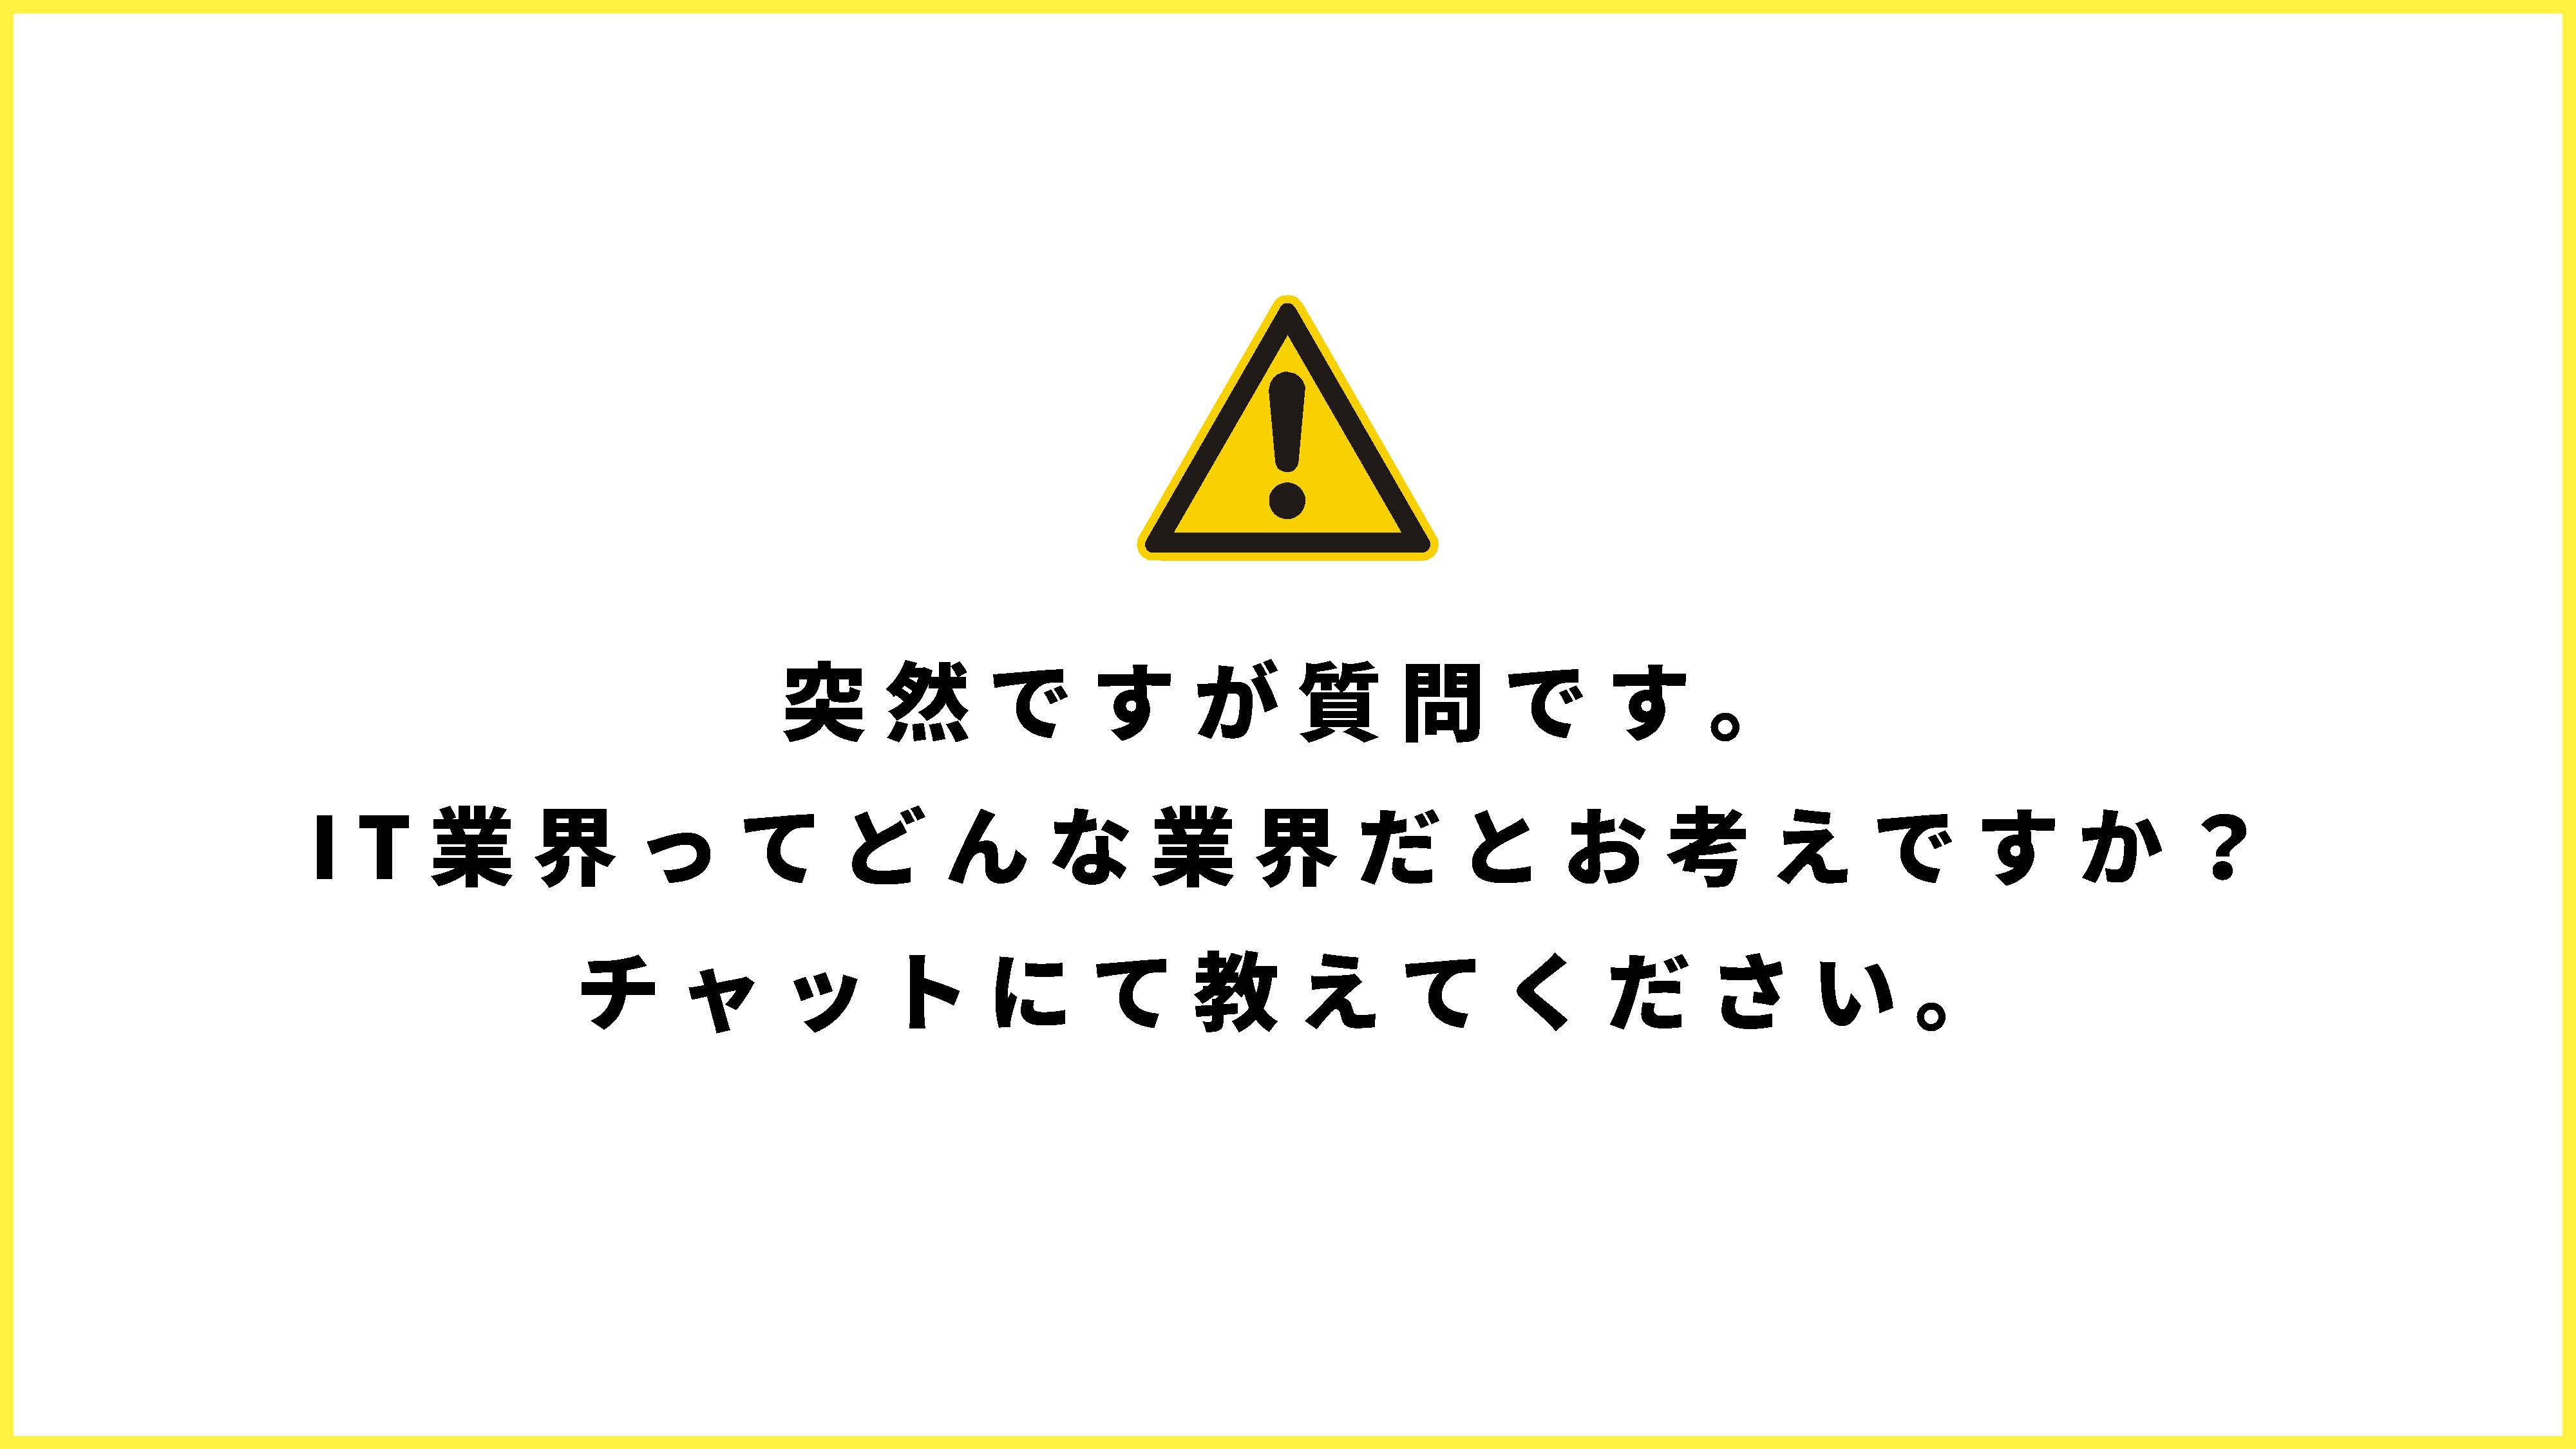 突然ですが質問です。
IT業界ってどんな業界だとお考えですか？
チャットにて教えてください。